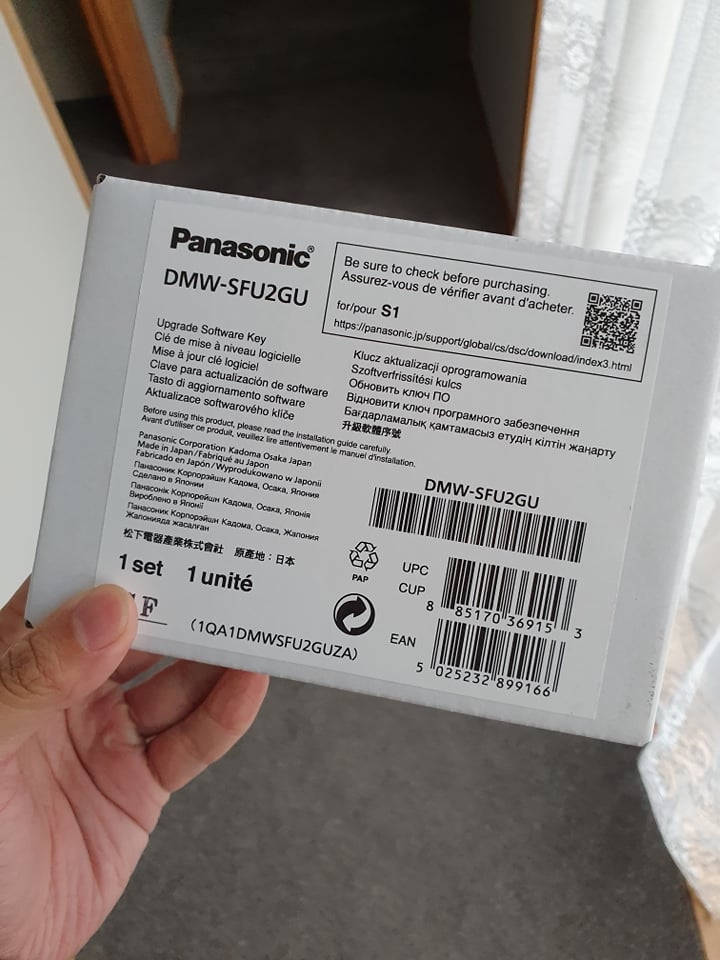 Panasonic®
DMW-SFU2GU
Be sure to check before purchasing.
Assurez-vous de vérifier avant d'acheter.
for/pour S1
https://panasonic.jp/support/global/cs/dsc/download/index3.html
Upgrade Software Key
Clé de mise à niveau logicielle
Mise à jour clé logiciel
Clave para actualización de software
Tasto di aggiornamento software
Aktualizace softwarového klíče
Klucz aktualizacji oprogramowania
Szoftverfrissítési kulcs
Обновить ключ ПО
Відновити ключ програмного забезпечення
Бағдарламалық қамтамасыз етудің кілтін жаңарту
升級軟體序號
Before using this product, please read the installation guide carefully.
Avant d'utiliser ce produit, veuillez lire attentivement le manuel d'installation.
Panasonic Corporation Kadoma Osaka Japan
Made in Japan/Fabriqué au Japon
Fabricado en Japón/Wyprodukowano w Japonii
Панасоник Корпорэйшн Кадома, Осака, Япония
Сделано в Японии
Панасонік Корпорейшн Кадома, Осака, Японія
Вироблено в Японії
Панасоник Корпорэйшн Кадома, Осака, Жапония
Жапонияда жасалған
松下電器產業株式會社 原產地:日本
1 set 1 unité
F
(1QA1DMWSFU2GUZA)
DMW-SFU2GU
PAP
UPC
CUP
8 85170 36915 3
EAN
5 025232 899166